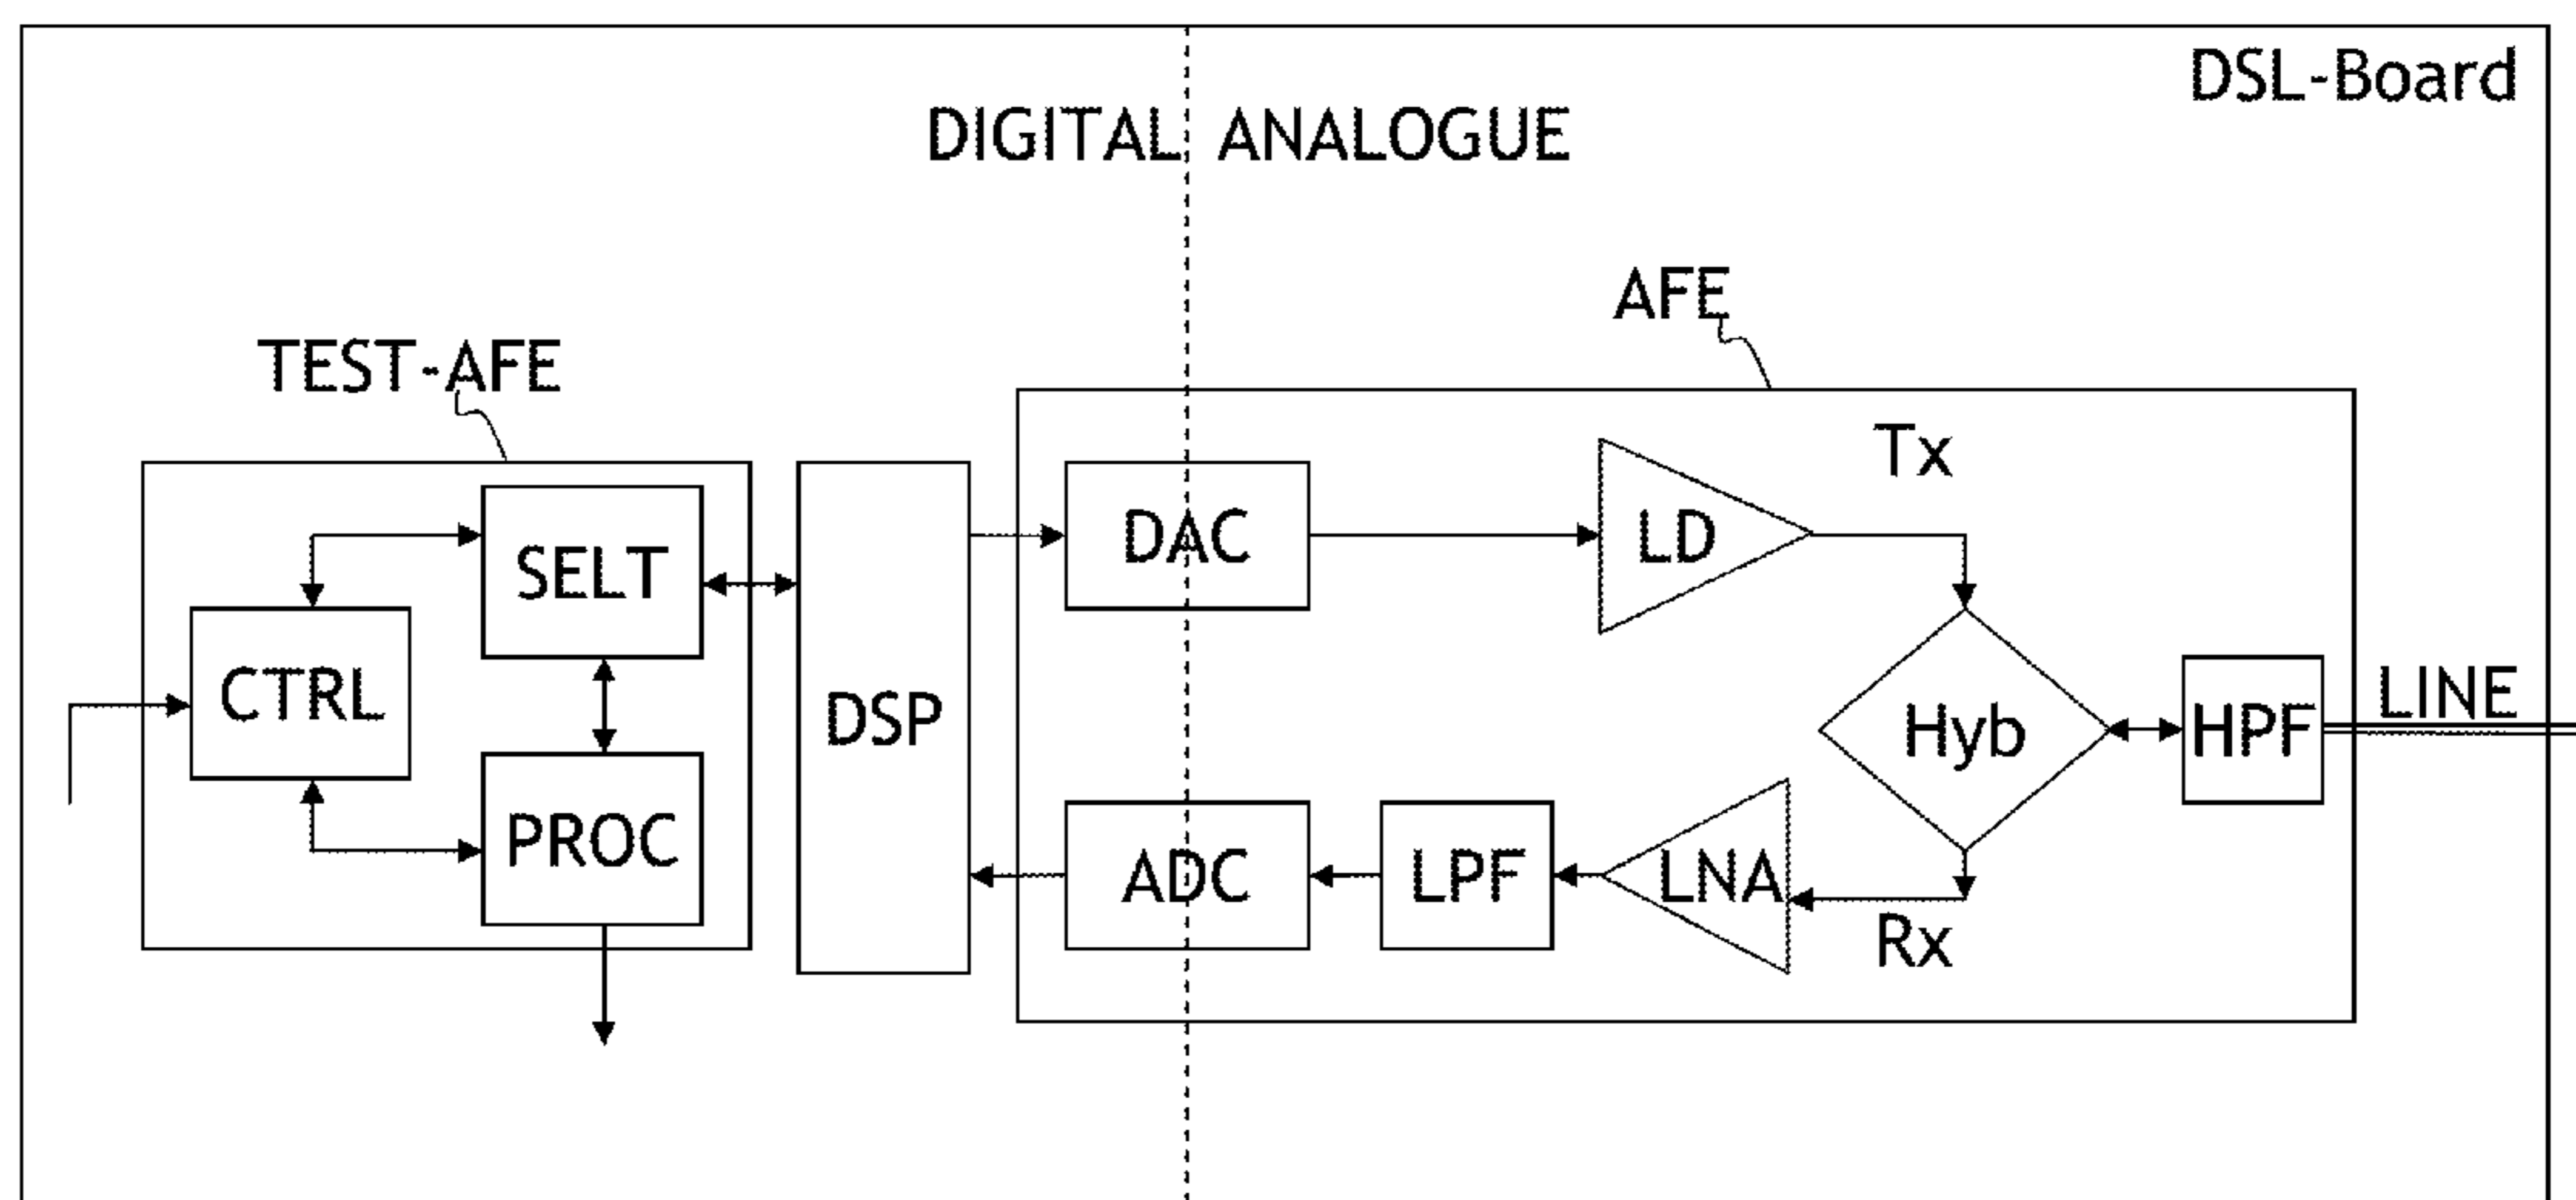 DSL-Board
DIGITAL ANALOGUE
AFE
TEST-AFE
Tx
DAC
LD
SELT
CTRL
LINE
DSP
Hyb
HPF
PROC
ADC
LPF
LNA
Rx